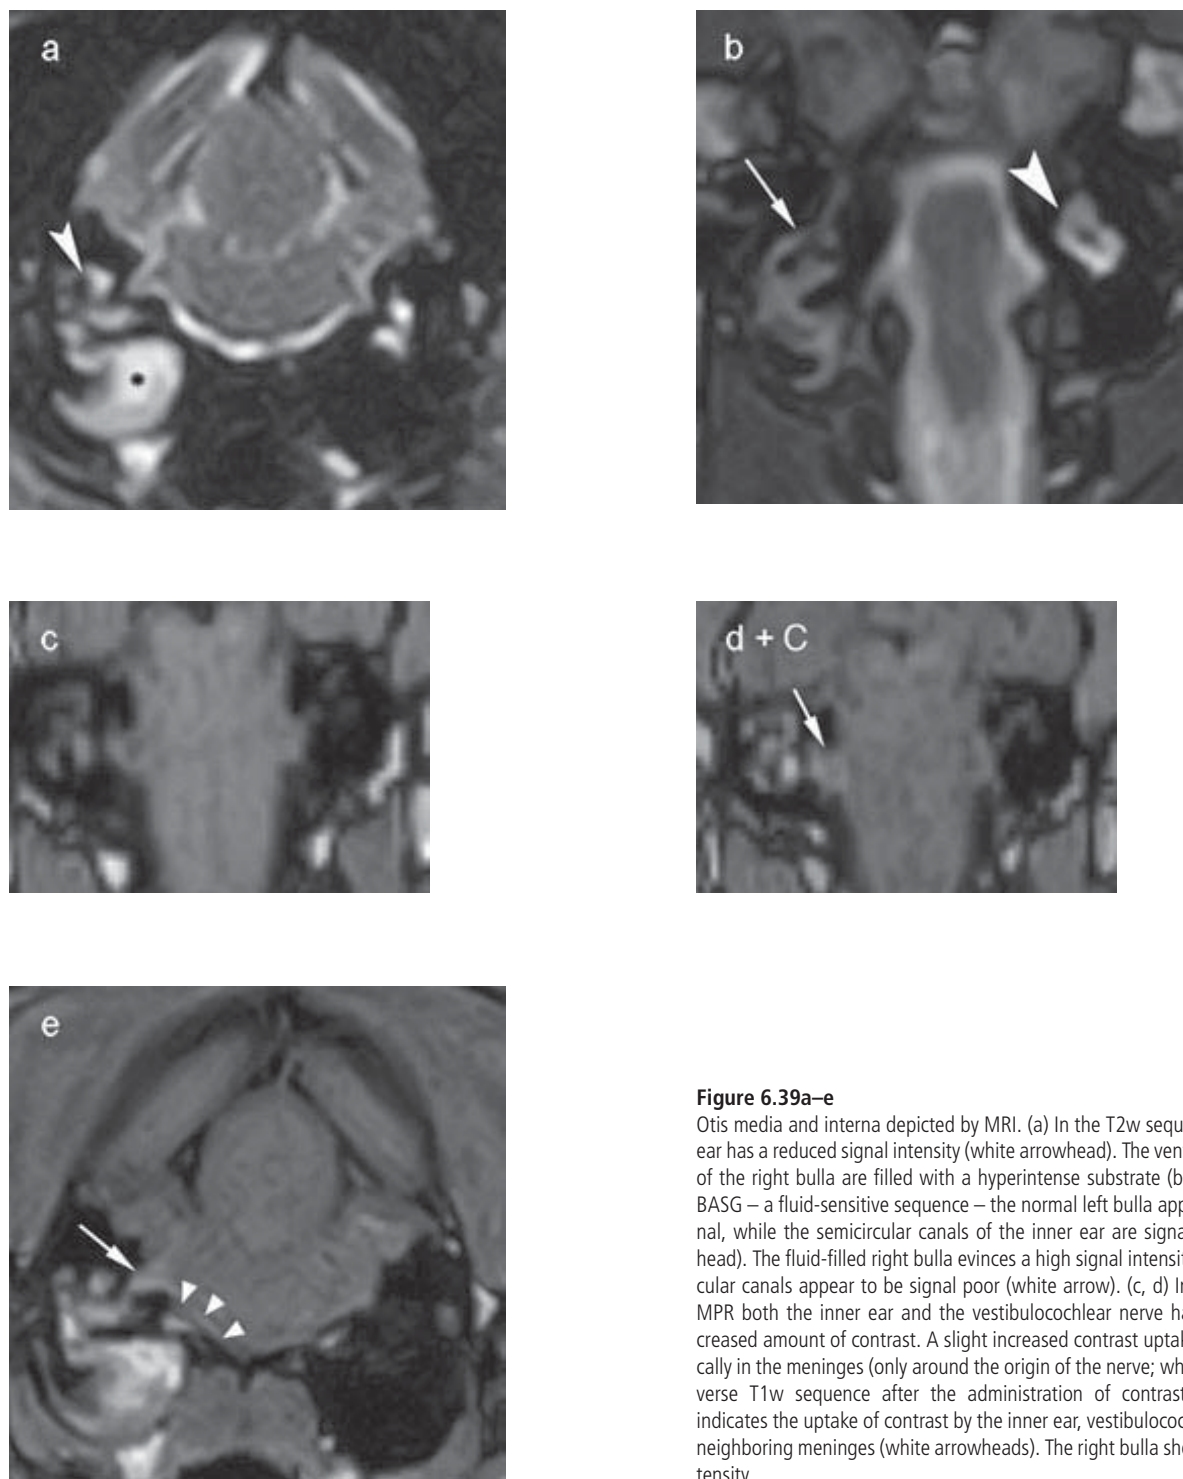 a
b
c
d + C
e
Figure 6.39a–e
Otis media and interna depicted by MRI. (a) In the T2w sequ
ear has a reduced signal intensity (white arrowhead). The ven
of the right bulla are filled with a hyperintense substrate (b
BASG – a fluid-sensitive sequence – the normal left bulla app
nal, while the semicircular canals of the inner ear are signa
head). The fluid-filled right bulla evinces a high signal intensit
cular canals appear to be signal poor (white arrow). (c, d) In
MPR both the inner ear and the vestibulocochlear nerve ha
creased amount of contrast. A slight increased contrast uptak
cally in the meninges (only around the origin of the nerve; wh
verse T1w sequence after the administration of contrast
indicates the uptake of contrast by the inner ear, vestibulococ
neighboring meninges (white arrowheads). The right bulla sho
tensity.